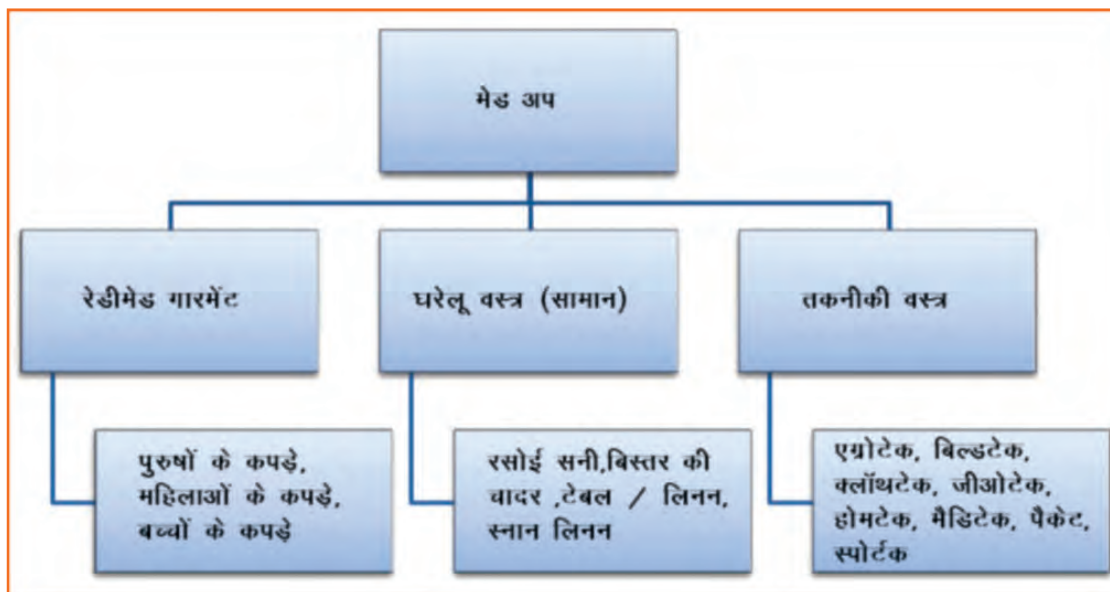 मेड अप
रेडीमेड गारमेंट
घरेलू वस्त्र (सामान)
तकनीकी वस्त्र
पुरुषों के कपड़े,
महिलाओं के कपड़े,
बच्चों के कपड़े
रसोई सनी,बिस्तर की
चादर ,टेबल / लिनन,
स्नान लिनन
एग्रोटेक, बिल्डटेक,
क्लॉथटेक, जीओटेक,
होमटेक, मैडिटेक, पैकेट,
स्पोर्टक